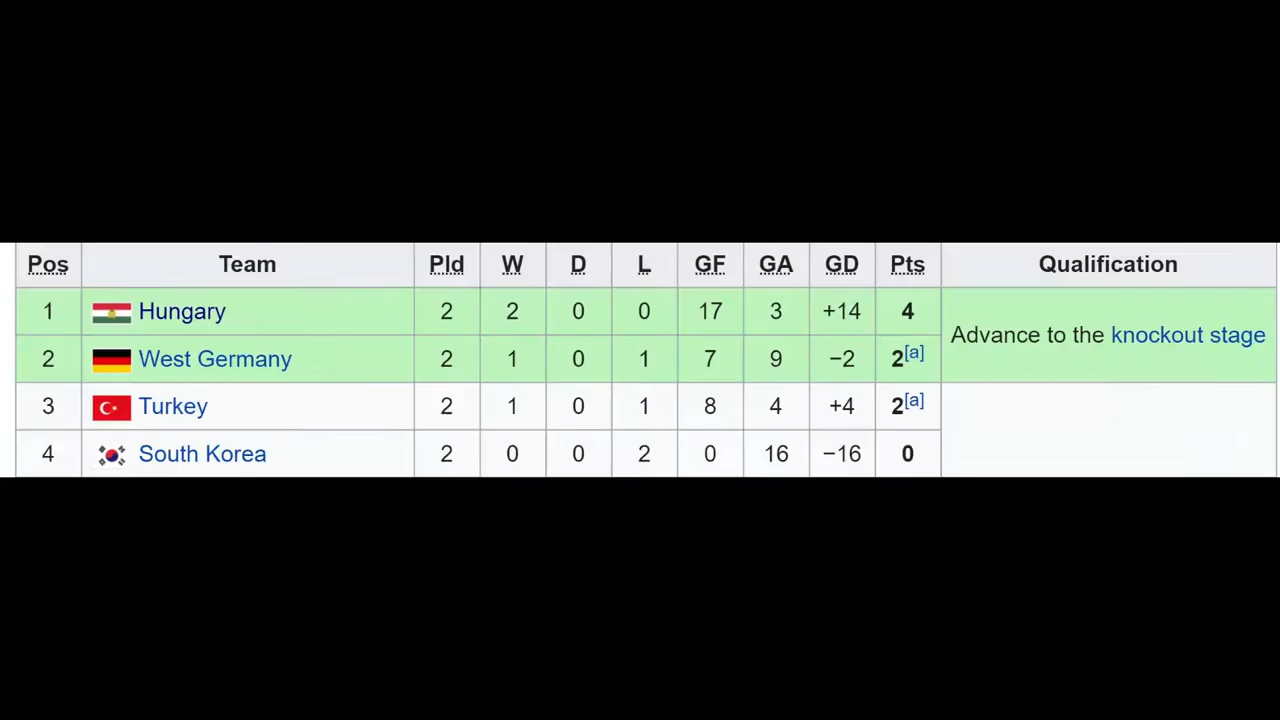 Pos Team Pld W D L GF GA GD Pts Qualification
1 Hungary 2 2 0 0 17 3 +14 4 Advance to the knockout stage
2 West Germany 2 1 0 1 7 9 −2 2[a]
3 Turkey 2 1 0 1 8 4 +4 2[a]
4 South Korea 2 0 0 2 0 16 −16 0